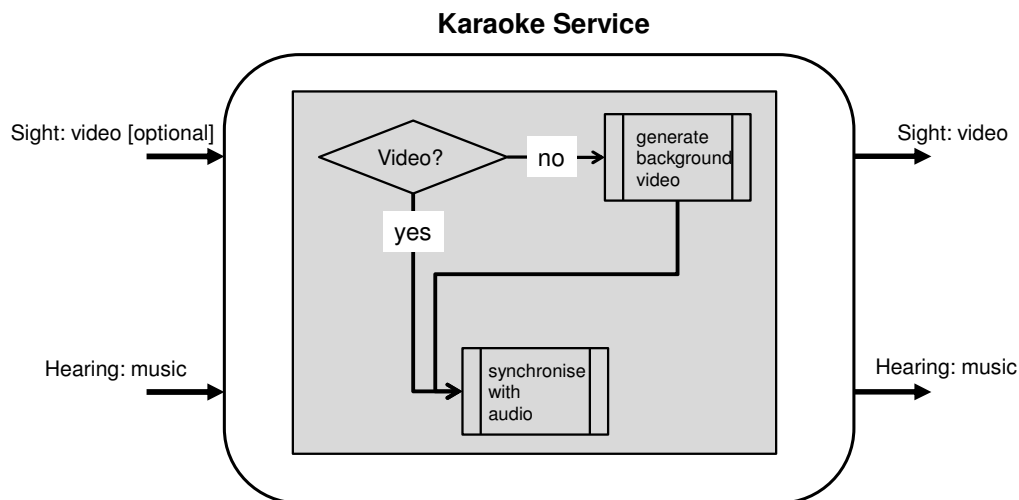 Karaoke Service
Sight: video [optional]
Sight: video
Video?
no
generate
background
video
yes
Hearing: music
Hearing: music
synchronise
with
audio